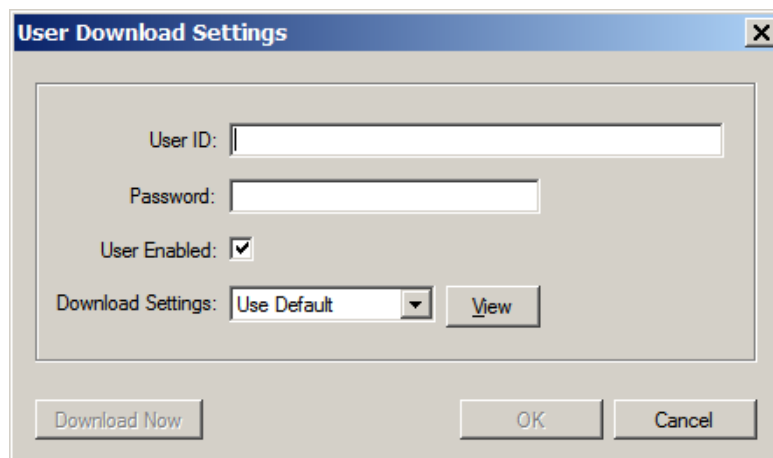 User Download Settings
User ID:
Password:
User Enabled:
Download Settings: Use Default View
Download Now OK Cancel